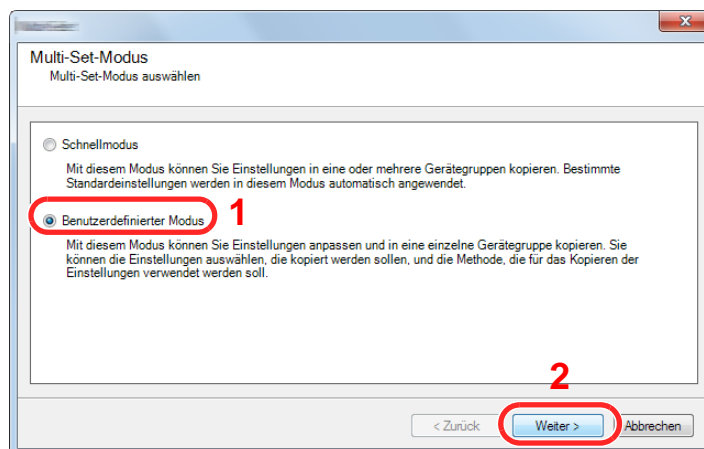 Multi-Set-Modus
Multi-Set-Modus auswählen
Schnellmodus
Mit diesem Modus können Sie Einstellungen in eine oder mehrere Gerätegruppen kopieren. Bestimmte
Standardeinstellungen werden in diesem Modus automatisch angewendet.
Benutzerdefinierter Modus
1
Mit diesem Modus können Sie Einstellungen anpassen und in eine einzelne Gerätegruppe kopieren. Sie
können die Einstellungen auswählen, die kopiert werden sollen, und die Methode, die für das Kopieren der
Einstellungen verwendet werden soll.
2
< Zurück
Weiter >
Abbrechen